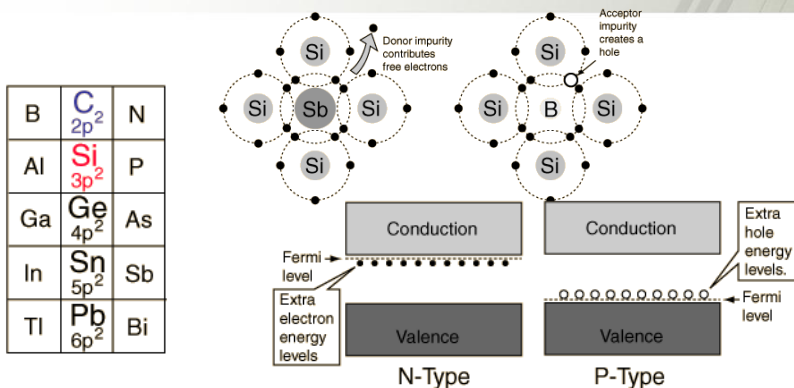 B C N
2p²
Al Si P
3p²
Ga Ge As
4p²
In Sn Sb
5p²
Tl Pb Bi
6p²
Si
Si Sb Si
Si
Donor impurity
contributes
free electrons
Si
Si B Si
Si
Acceptor
impurity
creates a
hole
Conduction
Fermi
level
Extra
electron
energy
levels
Valence
N-Type
Conduction
Extra
hole
energy
levels.
Fermi
level
Valence
P-Type